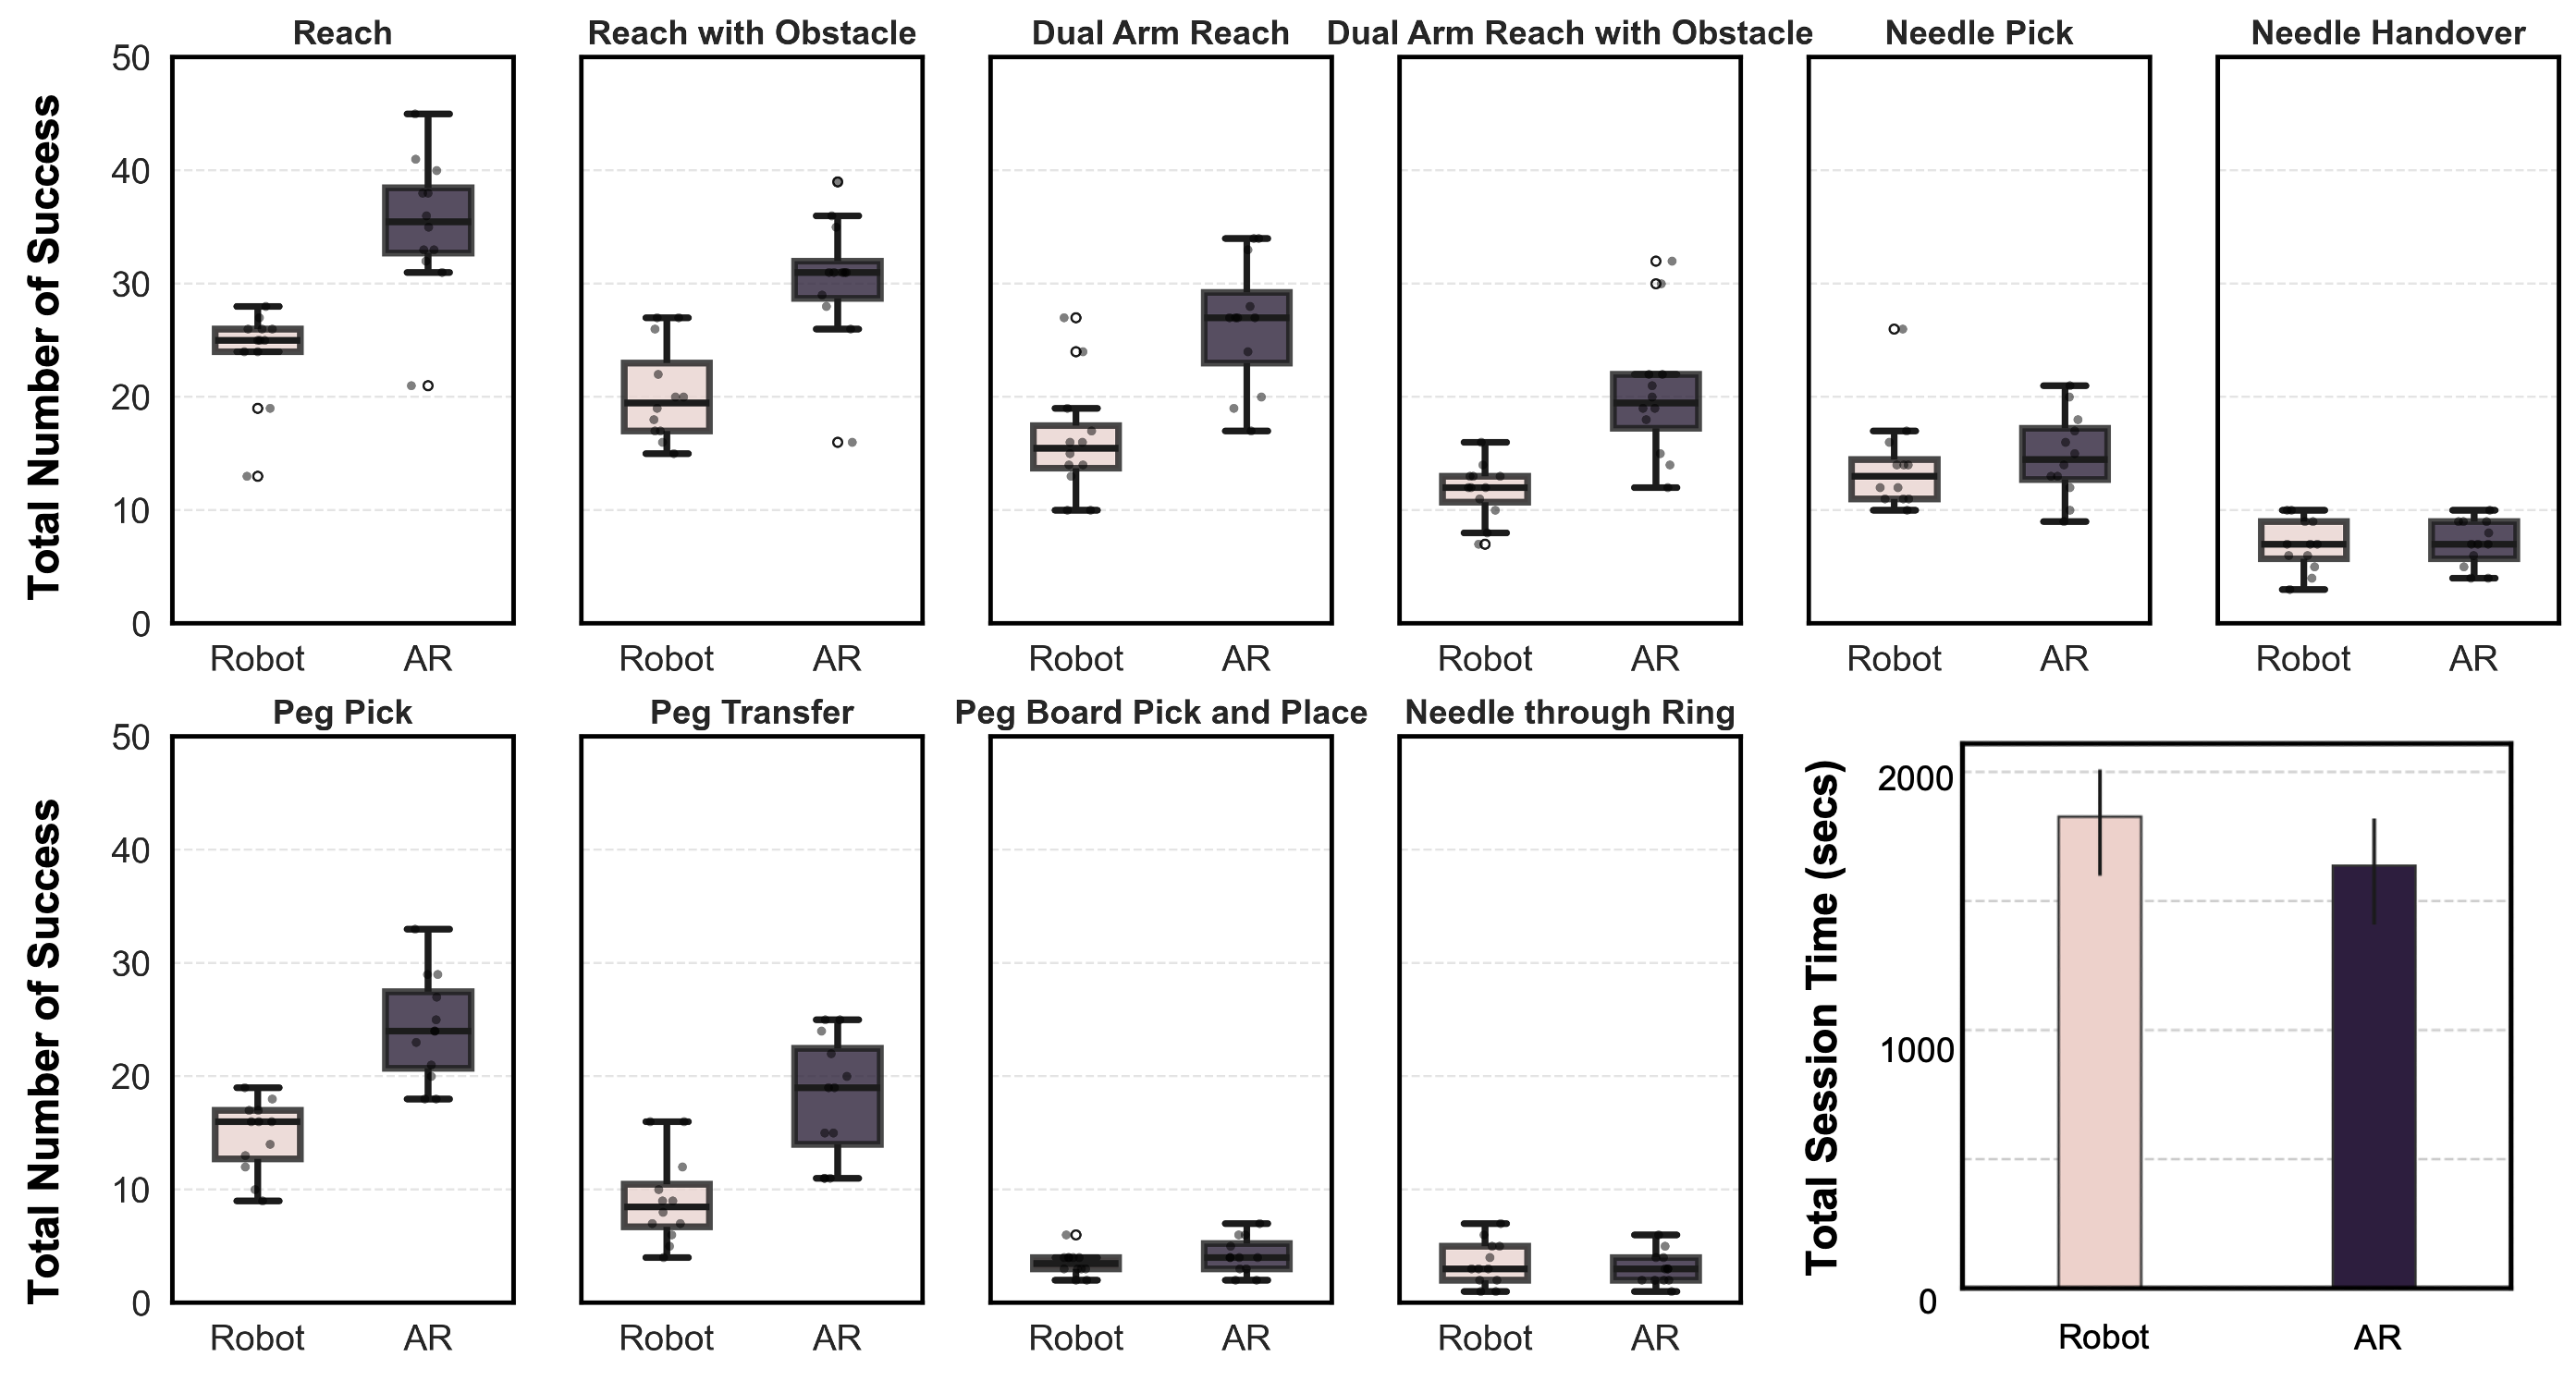 Reach
Reach with Obstacle
Dual Arm Reach
Dual Arm Reach with Obstacle
Needle Pick
Needle Handover
Total Number of Success
50
40
30
20
10
0
Robot AR
Robot AR
Robot AR
Robot AR
Robot AR
Robot AR
Peg Pick
Peg Transfer
Peg Board Pick and Place
Needle through Ring
Total Number of Success
50
40
30
20
10
0
Robot AR
Robot AR
Robot AR
Robot AR
Total Session Time (secs)
2000
1000
0
Robot AR